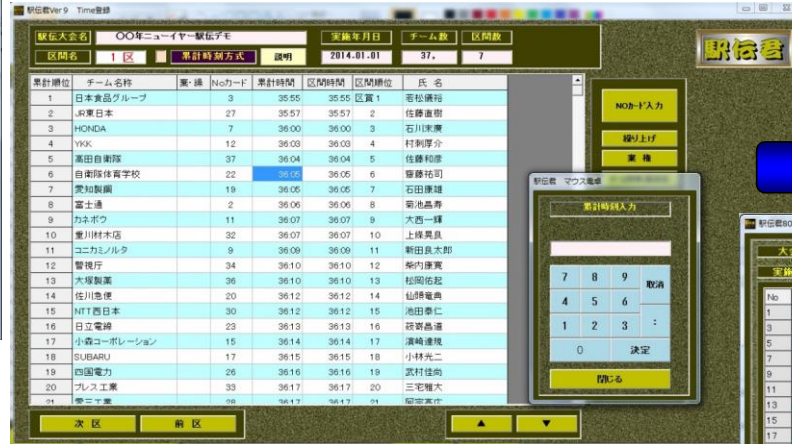 駅伝君Ver9 Time登録
駅伝大会名 〇〇年ニューイヤー駅伝デモ 実施年月日 チーム数 区間数
区間名 1 区 累計時刻方式 説明 2014.01.01 37, 7
駅伝君
累計順位 チーム名称 棄・繰 Noカード 累計時間 区間時間 区間順位 氏 名
1 日本食品グループ 3 35:55 35:55 区賞 1 若松儀裕
2 JR東日本 27 35:57 35:57 2 佐藤直樹
3 HONDA 7 36:00 36:00 3 石川末廣
4 YKK 12 36:03 36:03 4 村刺厚介
5 高田自衛隊 37 36:04 36:04 5 佐藤和彦
6 自衛隊体育学校 22 36:05 36:05 6 齋藤祐司
7 愛知製鋼 19 36:05 36:05 7 石田康雄
8 富士通 2 36:06 36:06 8 菊池昌寿
9 カネボウ 11 36:07 36:07 9 大西一輝
10 重川材木店 32 36:07 36:07 10 上條晃良
11 コニカミノルタ 9 36:09 36:09 11 新田良太郎
12 警視庁 34 36:10 36:10 12 柴内康寛
13 大塚製薬 36 36:10 36:10 13 松岡佑起
14 佐川急便 20 36:12 36:12 14 仙頭竜典
15 NTT西日本 30 36:12 36:12 15 池田泰仁
16 日立電線 23 36:13 36:13 16 昌道
17 小森コーポレーション 15 36:14 36:14 17 濱崎達規
18 SUBARU 17 36:15 36:15 18 小林光二
19 四国電力 26 36:16 36:16 19 武村佳尚
20 プレス工業 33 36:17 36:17 20 三宅雅大
21 愛三工業 28 36:17 36:17 21
次 区 前 区 ▲ ▼
NOカード入力
繰り上げ
棄 権
駅伝君 マウス電卓
累計時刻入力
7 8 9 取消
4 5 6
1 2 3 :
0 決定
閉じる
駅伝君80
大
実施
No
1
3
5
7
9
11
13
15
17